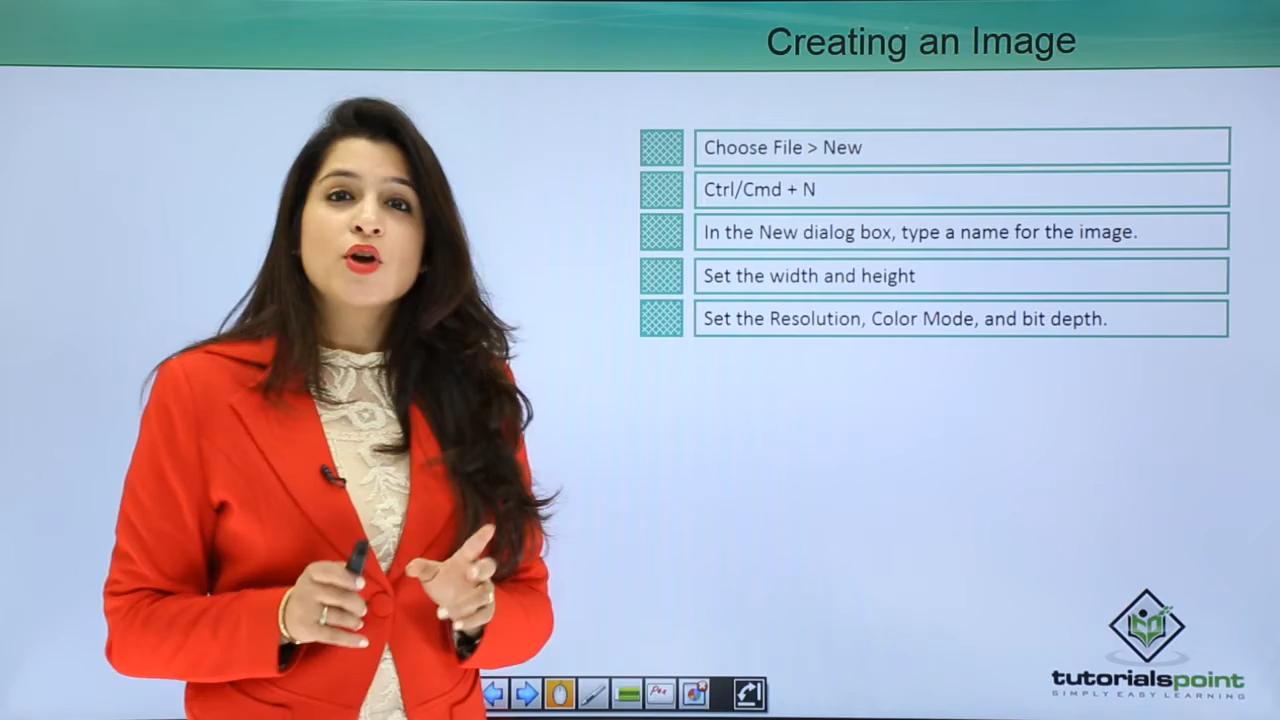 Creating an Image
Choose File > New
Ctrl/Cmd + N
In the New dialog box, type a name for the image.
Set the width and height
Set the Resolution, Color Mode, and bit depth.
Pen
tutorialspoint
SIMPLY EASY LEARNING